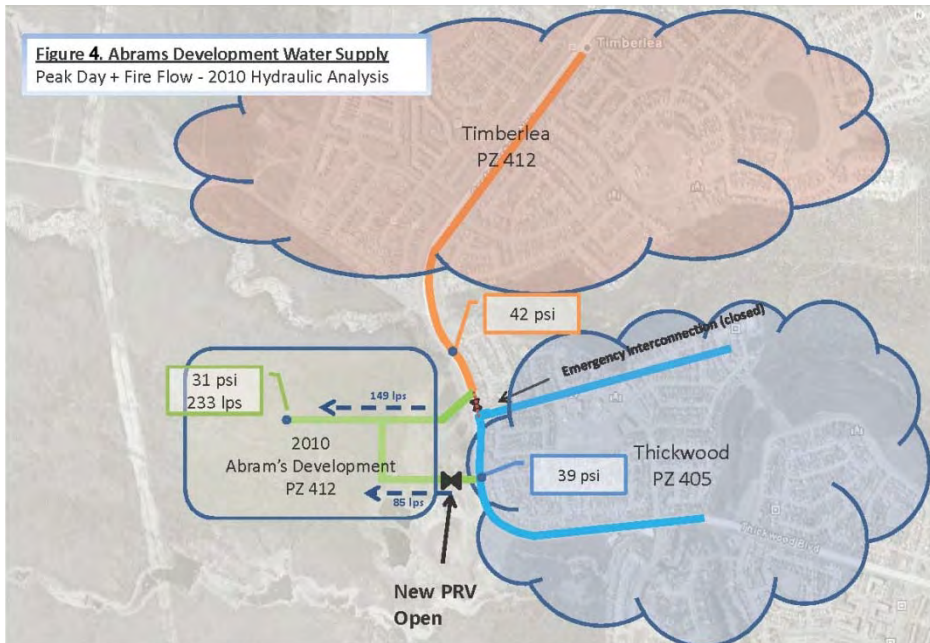 Figure 4. Abrams Development Water Supply
Peak Day + Fire Flow - 2010 Hydraulic Analysis
Timberlea
Timberlea
PZ 412
42 psi
Emergency Interconnection (closed)
31 psi
233 lps
149 lps
2010
Abram's Development
PZ 412
Thickwood
PZ 405
39 psi
85 lps
Thickwood Blvd
New PRV
Open
N